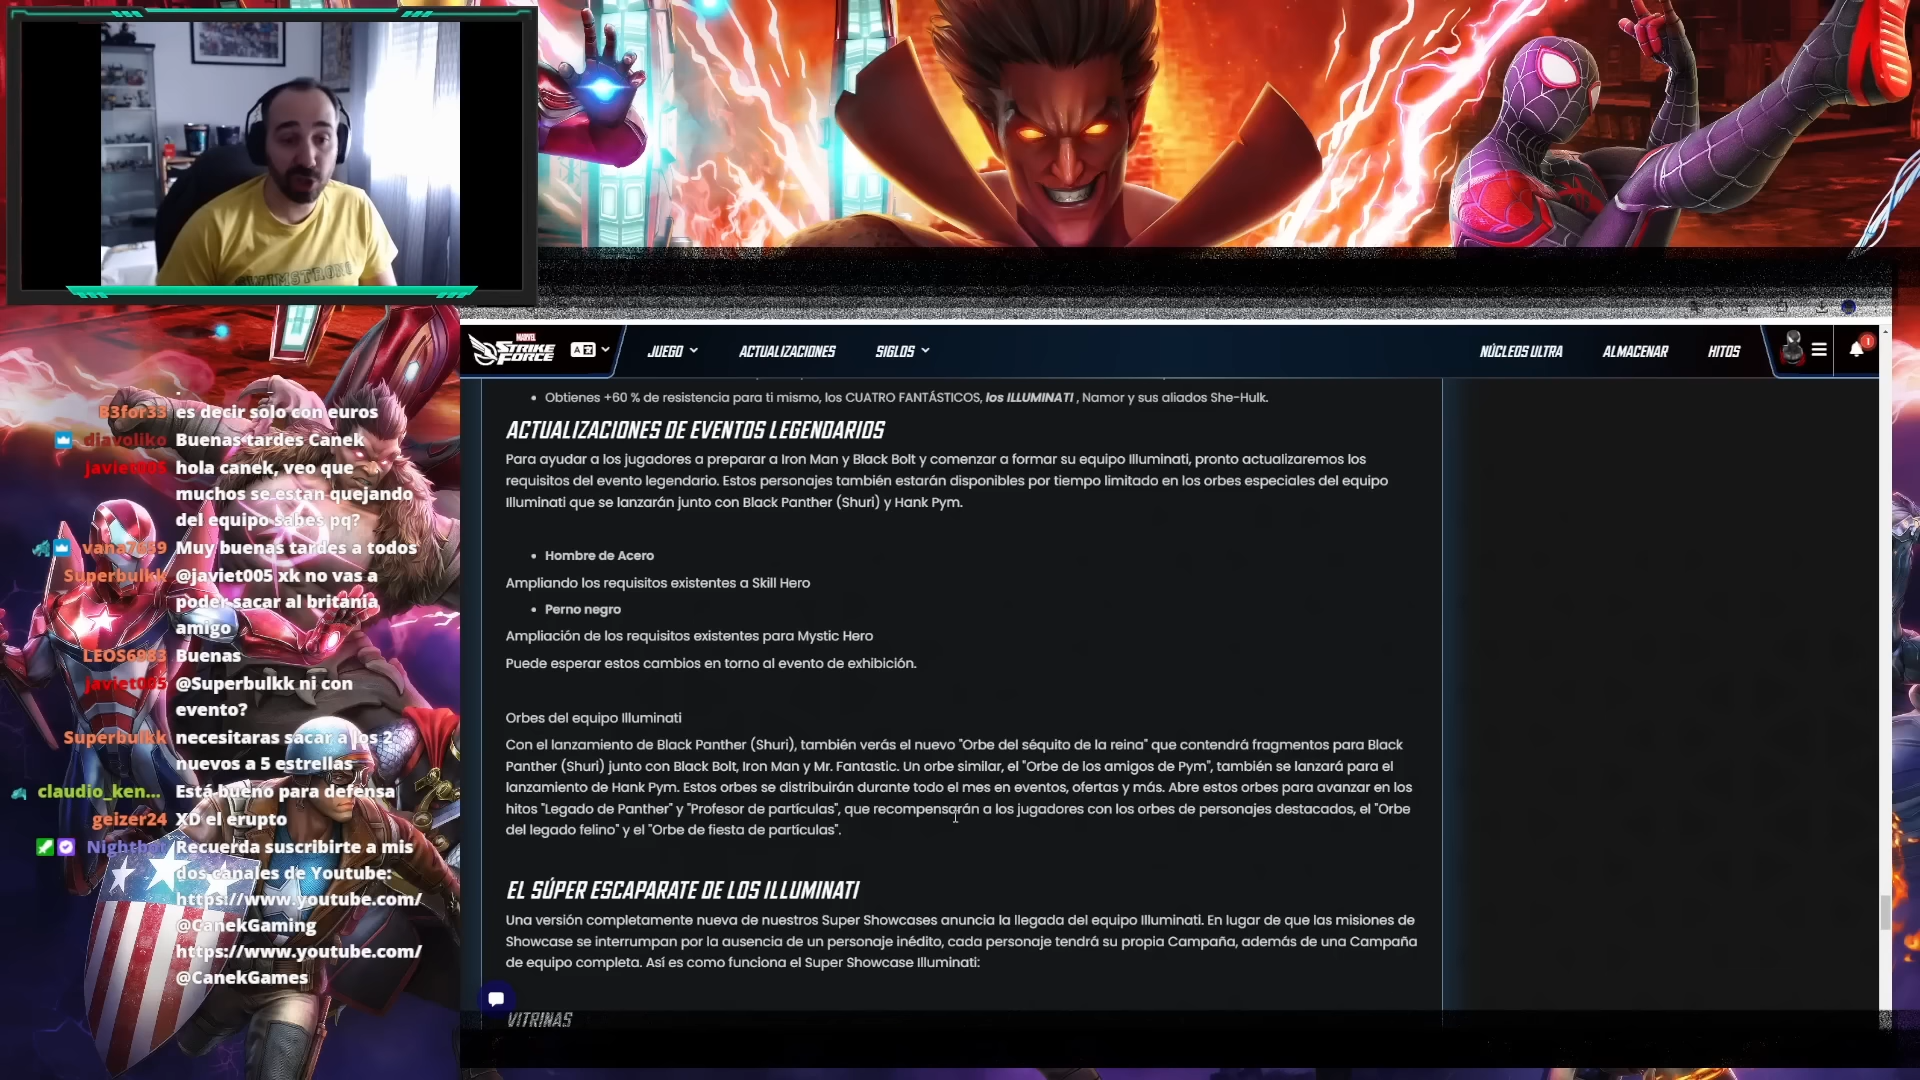 MARVEL
STRIKE
FORCE
JUEGO
ACTUALIZACIONES
SIGLOS
NÚCLEOS ULTRA
ALMACENAR
HITOS
1
• Obtienes +60 % de resistencia para ti mismo, los CUATRO FANTÁSTICOS, los ILLUMINATI , Namor y sus aliados She-Hulk.
ACTUALIZACIONES DE EVENTOS LEGENDARIOS
Para ayudar a los jugadores a preparar a Iron Man y Black Bolt y comenzar a formar su equipo Illuminati, pronto actualizaremos los
requisitos del evento legendario. Estos personajes también estarán disponibles por tiempo limitado en los orbes especiales del equipo
Illuminati que se lanzarán junto con Black Panther (Shuri) y Hank Pym.
• Hombre de Acero
Ampliando los requisitos existentes a Skill Hero
• Perno negro
Ampliación de los requisitos existentes para Mystic Hero
Puede esperar estos cambios en torno al evento de exhibición.
Orbes del equipo Illuminati
Con el lanzamiento de Black Panther (Shuri), también verás el nuevo "Orbe del séquito de la reina" que contendrá fragmentos para Black
Panther (Shuri) junto con Black Bolt, Iron Man y Mr. Fantastic. Un orbe similar, el "Orbe de los amigos de Pym", también se lanzará para el
lanzamiento de Hank Pym. Estos orbes se distribuirán durante todo el mes en eventos, ofertas y más. Abre estos orbes para avanzar en los
hitos "Legado de Panther" y "Profesor de partículas", que recompensarán a los jugadores con los orbes de personajes destacados, el "Orbe
del legado felino" y el "Orbe de fiesta de partículas".
EL SÚPER ESCAPARATE DE LOS ILLUMINATI
Una versión completamente nueva de nuestros Super Showcases anuncia la llegada del equipo Illuminati. En lugar de que las misiones de
Showcase se interrumpan por la ausencia de un personaje inédito, cada personaje tendrá su propia Campaña, además de una Campaña
de equipo completa. Así es como funciona el Super Showcase Illuminati:
VITRINAS
B3for33 es decir solo con euros
diavoliko Buenas tardes Canek
javiet005 hola canek, veo que
muchos se estan quejando
del equipo sabes pq?
Muy buenas tardes a todos
Superbulkk @javiet005 xk no vas a
poder sacar al britania
amigo
LEOS6983 Buenas
javiet005 @Superbulkk ni con
evento?
Superbulkk necesitaras sacar a los 2
nuevos a 5 estrellas
claudio_ken... Está bueno para defensa
geizer24 XD el erupto
Nightbot Recuerda suscribirte a mis
dos canales de Youtube:
https://www.youtube.com/
@CanekGaming
https://www.youtube.com/
@CanekGames